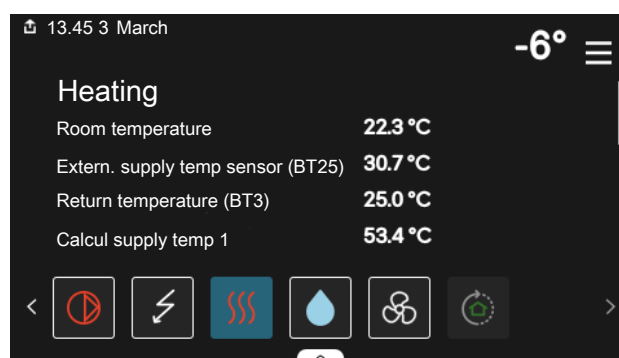 13.45 3 March
-6°
Heating
Room temperature 22.3 °C
Extern. supply temp sensor (BT25) 30.7 °C
Return temperature (BT3) 25.0 °C
Calcul supply temp 1 53.4 °C